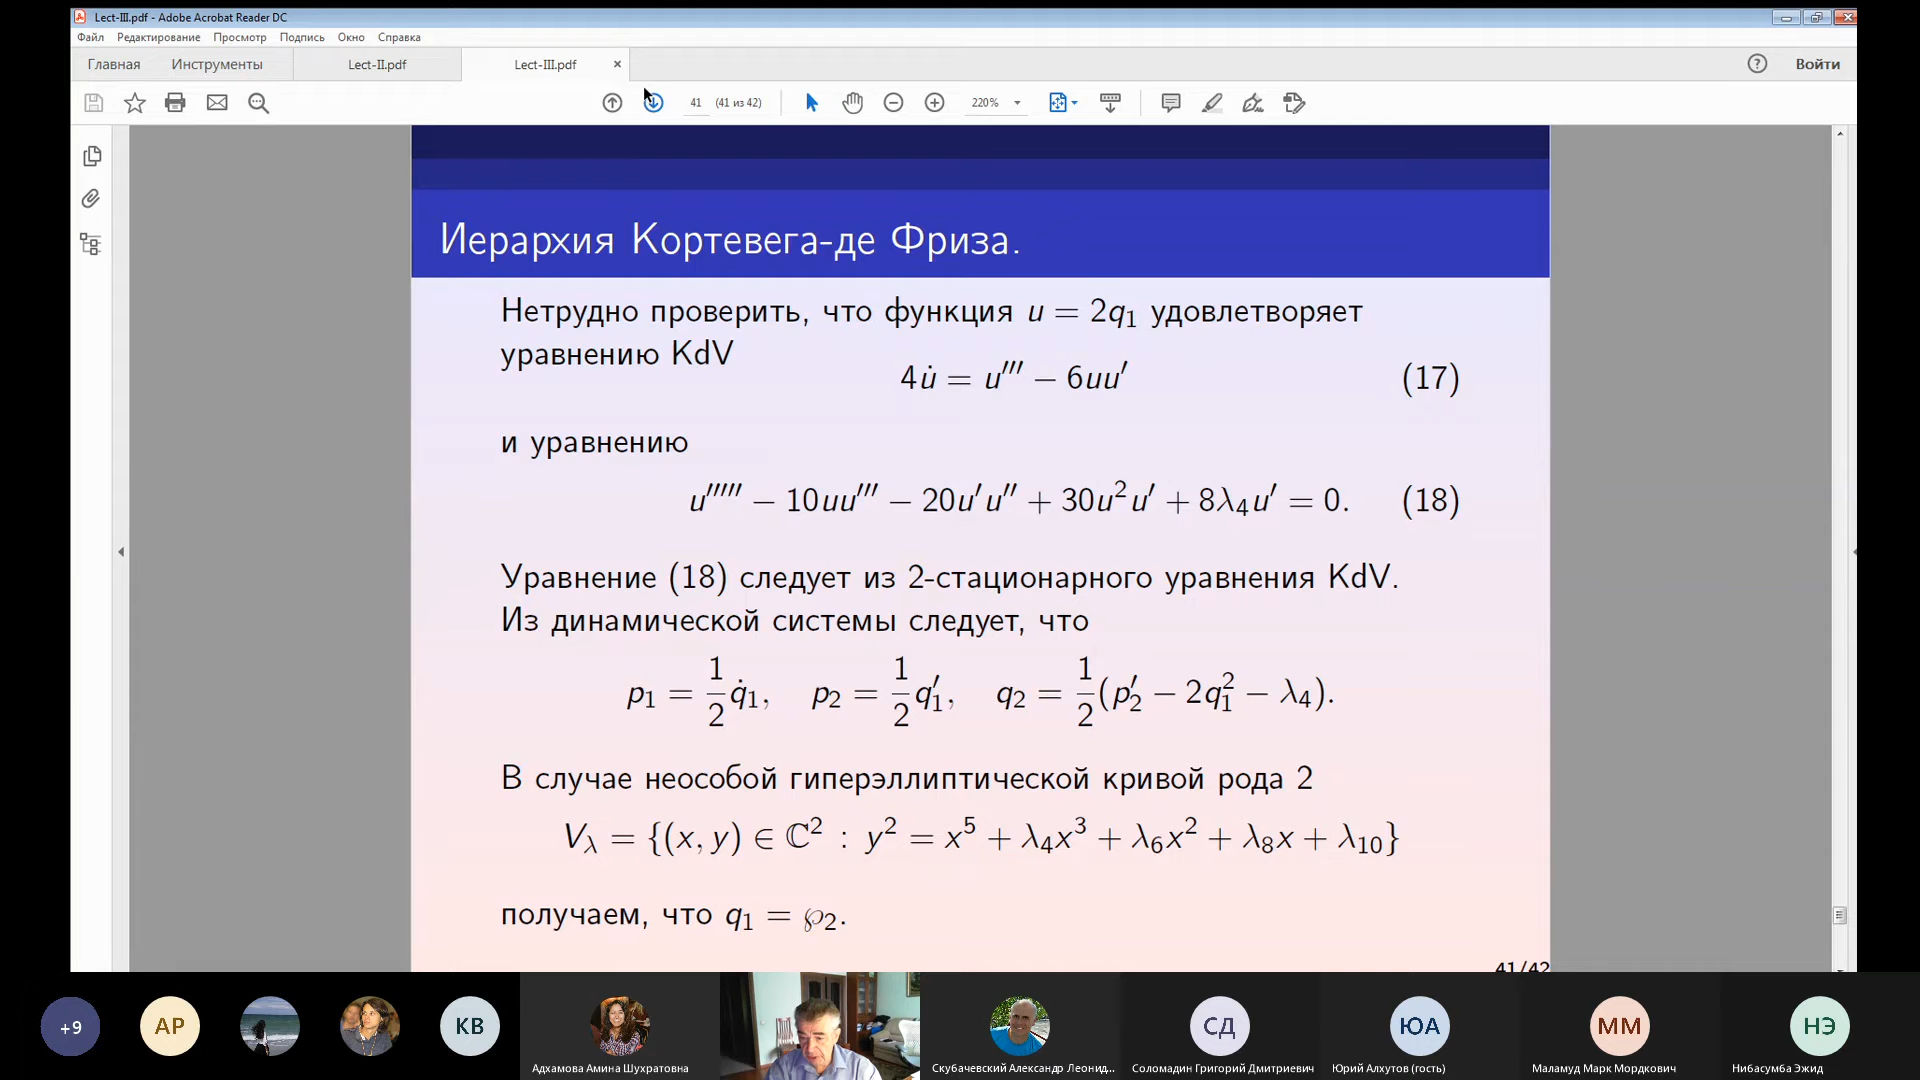 Lect-III.pdf - Adobe Acrobat Reader DC
Файл Редактирование Просмотр Подпись Окно Справка
Главная Инструменты Lect-II.pdf Lect-III.pdf × Войти
41 (41 из 42) 220%
Иерархия Кортевега-де Фриза.
Нетрудно проверить, что функция u = 2q₁ удовлетворяет
уравнению KdV
4u̇ = u′′′ − 6uu′ (17)
и уравнению
u′′′′′ − 10uu′′′ − 20u′u′′ + 30u²u′ + 8λ₄u′ = 0. (18)
Уравнение (18) следует из 2-стационарного уравнения KdV.
Из динамической системы следует, что
p₁ = 1/2 q̇₁, p₂ = 1/2 q′₁, q₂ = 1/2 (p′₂ − 2q₁² − λ₄).
В случае неособой гиперэллиптической кривой рода 2
V_λ = {(x, y) ∈ ℂ² : y² = x⁵ + λ₄x³ + λ₆x² + λ₈x + λ₁₀}
получаем, что q₁ = ℘₂.
41/42
+9 АР КВ СД ЮА ММ НЭ
Адхамова Амина Шухратовна Скубачевский Александр Леонид... Соломадин Григорий Дмитриевич Юрий Алхутов (гость) Маламуд Марк Мордкович Нибасумба Эжид